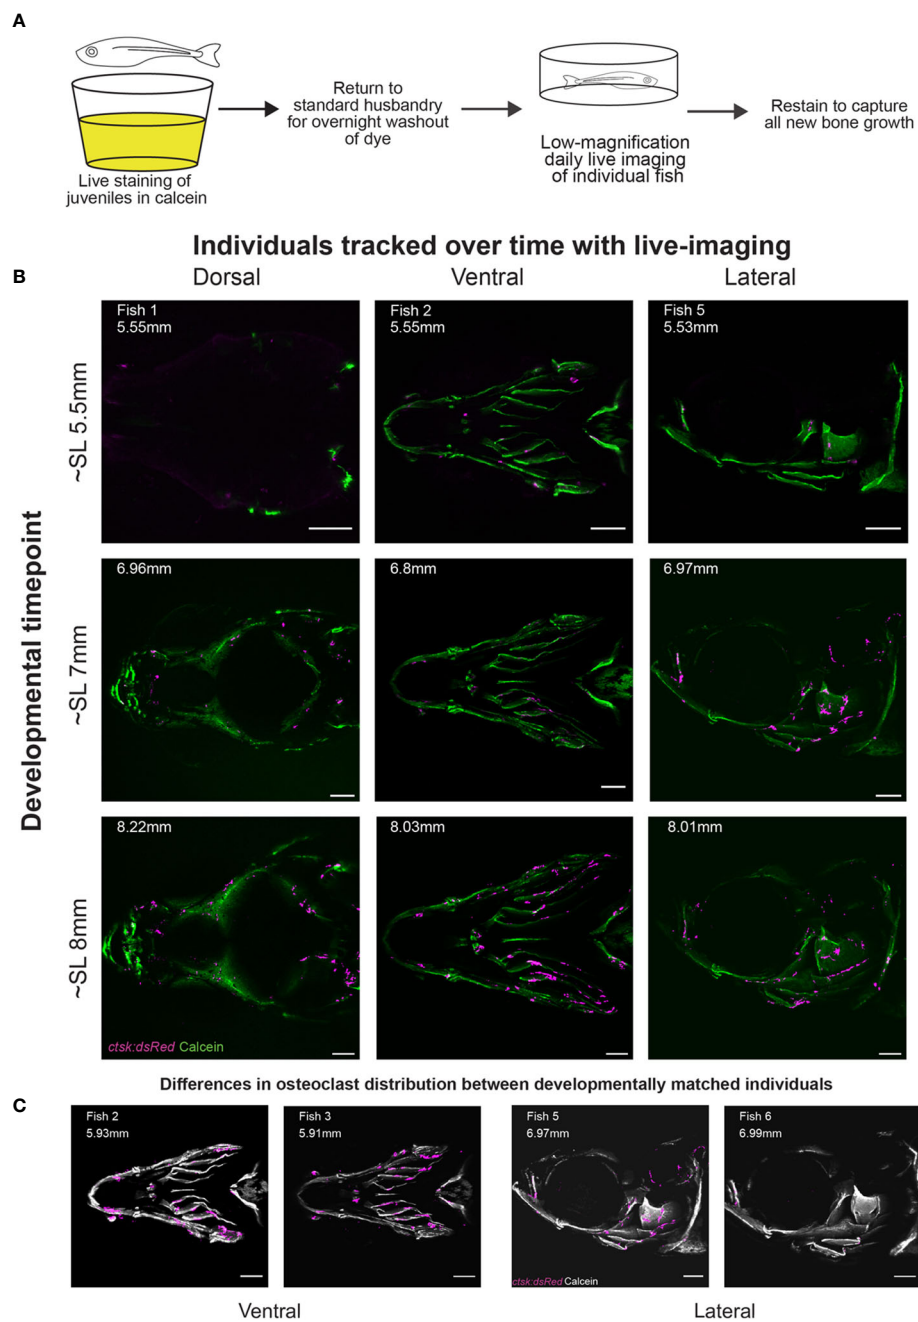 A
Live staining of
juveniles in calcein
Return to
standard husbandry
for overnight washout
of dye
Low-magnification
daily live imaging
of individual fish
Restain to capture
all new bone growth
Individuals tracked over time with live-imaging
B
Dorsal
Ventral
Lateral
Developmental timepoint
~SL 5.5mm
Fish 1
5.55mm
Fish 2
5.55mm
Fish 5
5.53mm
~SL 7mm
6.96mm
6.8mm
6.97mm
~SL 8mm
8.22mm
8.03mm
8.01mm
ctsk:dsRed Calcein
Differences in osteoclast distribution between developmentally matched individuals
C
Fish 2
5.93mm
Fish 3
5.91mm
Fish 5
6.97mm
Fish 6
6.99mm
ctsk:dsRed Calcein
Ventral
Lateral